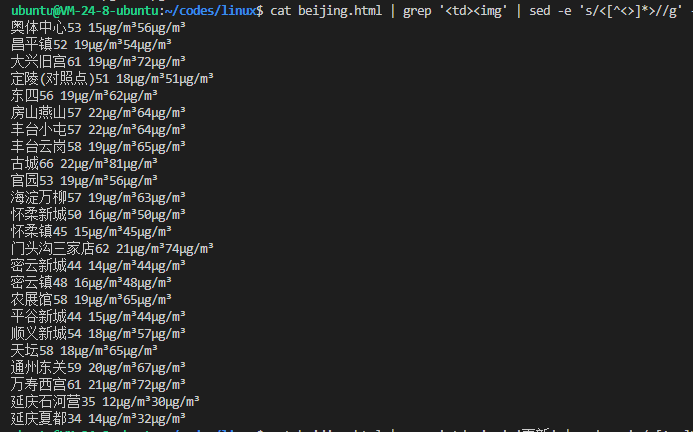 ubuntu@VM-24-8-ubuntu:~/codes/linux$ cat beijing.html | grep '<td><img' | sed -e 's/<[^<>]*>//g'
奥体中心53 15μg/m³56μg/m³
昌平镇52 19μg/m³54μg/m³
大兴旧宫61 19μg/m³72μg/m³
定陵(对照点)51 18μg/m³51μg/m³
东四56 19μg/m³62μg/m³
房山燕山57 22μg/m³64μg/m³
丰台小屯57 22μg/m³64μg/m³
丰台云岗58 19μg/m³65μg/m³
古城66 22μg/m³81μg/m³
官园53 19μg/m³56μg/m³
海淀万柳57 19μg/m³63μg/m³
怀柔新城50 16μg/m³50μg/m³
怀柔镇45 15μg/m³45μg/m³
门头沟三家店62 21μg/m³74μg/m³
密云新城44 14μg/m³44μg/m³
密云镇48 16μg/m³48μg/m³
农展馆58 19μg/m³65μg/m³
平谷新城44 15μg/m³44μg/m³
顺义新城54 18μg/m³57μg/m³
天坛58 18μg/m³65μg/m³
通州东关59 20μg/m³67μg/m³
万寿西宫61 21μg/m³72μg/m³
延庆石河营35 12μg/m³30μg/m³
延庆夏都34 14μg/m³32μg/m³